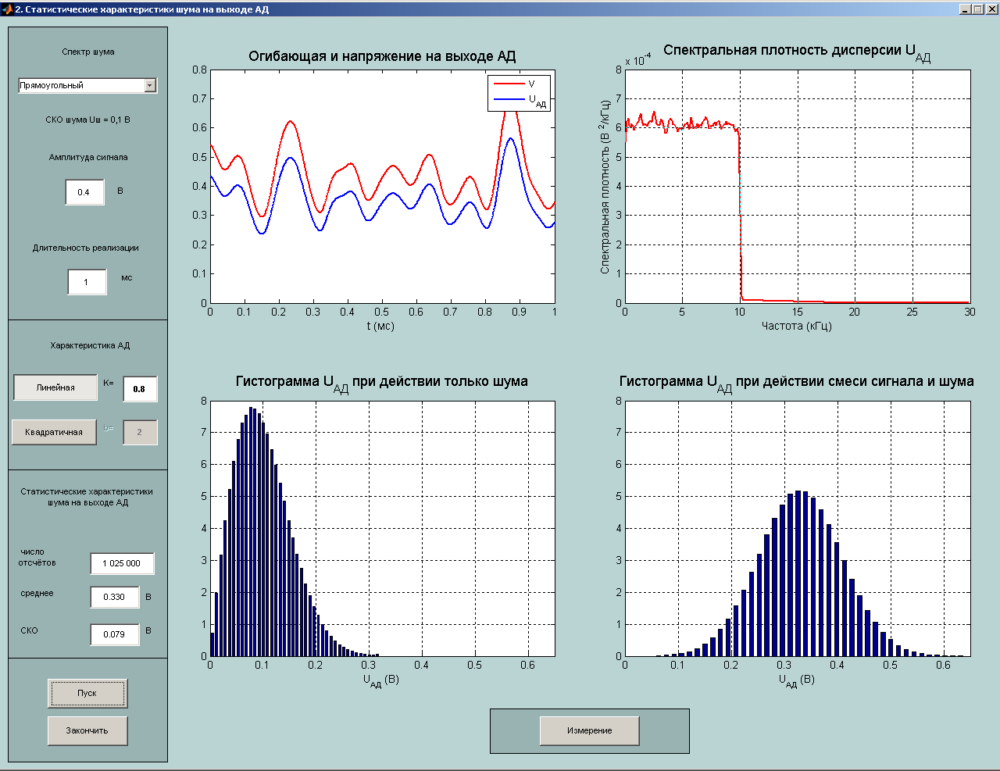 2. Статистические характеристики шума на выходе АД
Спектр шума
Прямоугольный
СКО шума Uш = 0,1 В
Амплитуда сигнала
0.4 В
Длительность реализации
1 мс
Характеристика АД
Линейная K= 0.8
Квадратичная b= 2
Статистические характеристики
шума на выходе АД
число
отсчётов 1 025 000
среднее 0.330 В
СКО 0.079 В
Пуск
Закончить
Огибающая и напряжение на выходе АД
V
UАД
0.8
0.7
0.6
0.5
0.4
0.3
0.2
0.1
0
0 0.1 0.2 0.3 0.4 0.5 0.6 0.7 0.8 0.9 1
t (мс)
Спектральная плотность дисперсии UАД
x 10-4
Спектральная плотность (В 2/кГц)
8
7
6
5
4
3
2
1
0
0 5 10 15 20 25 30
Частота (кГц)
Гистограмма UАД при действии только шума
8
7
6
5
4
3
2
1
0
0 0.1 0.2 0.3 0.4 0.5 0.6
UАД (В)
Гистограмма UАД при действии смеси сигнала и шума
8
7
6
5
4
3
2
1
0
0 0.1 0.2 0.3 0.4 0.5 0.6
UАД (В)
Измерение